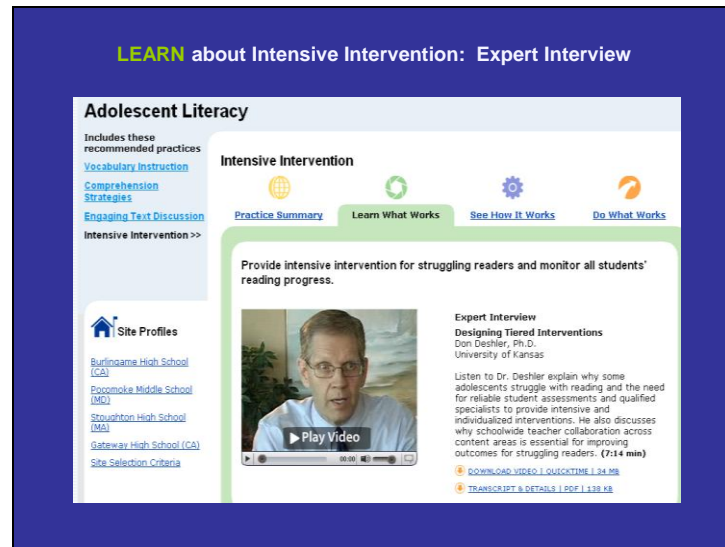 LEARN about Intensive Intervention: Expert Interview
Adolescent Literacy
Includes these
recommended practices
Vocabulary Instruction
Comprehension
Strategies
Engaging Text Discussion
Intensive Intervention >>
Site Profiles
Burlingame High School
(CA)
Pocomoke Middle School
(MD)
Stoughton High School
(MA)
Gateway High School (CA)
Site Selection Criteria
Intensive Intervention
Practice Summary
Learn What Works
See How It Works
Do What Works
Provide intensive intervention for struggling readers and monitor all students'
reading progress.
Play Video
00:00
Expert Interview
Designing Tiered Interventions
Don Deshler, Ph.D.
University of Kansas
Listen to Dr. Deshler explain why some
adolescents struggle with reading and the need
for reliable student assessments and qualified
specialists to provide intensive and
individualized interventions. He also discusses
why schoolwide teacher collaboration across
content areas is essential for improving
outcomes for struggling readers. (7:14 min)
DOWNLOAD VIDEO | QUICKTIME | 34 MB
TRANSCRIPT & DETAILS | PDF | 138 KB